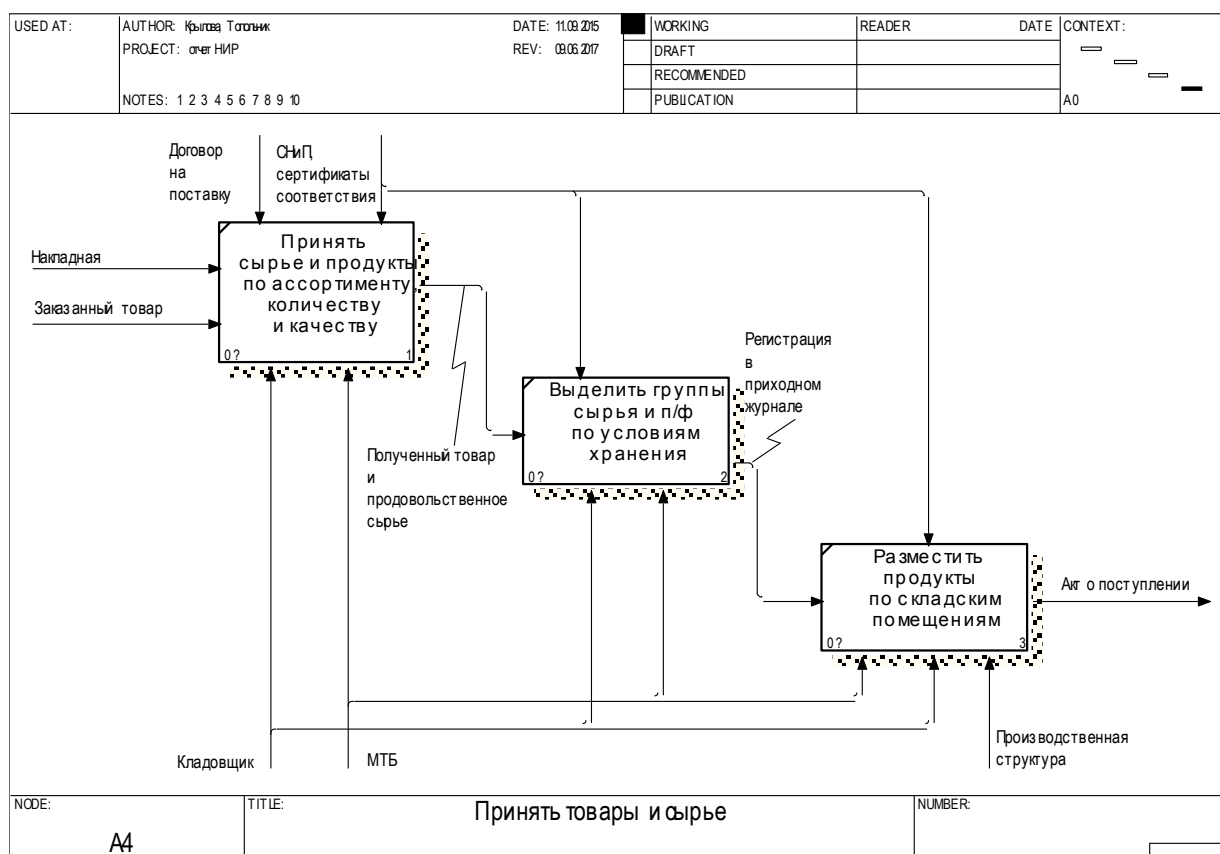 USED AT:
AUTHOR: Крылова, Топольник
DATE: 11.09.2015
WORKING
READER
DATE
CONTEXT:
PROJECT: отчет НИР
REV: 09.06.2017
DRAFT
RECOMMENDED
NOTES: 1 2 3 4 5 6 7 8 9 10
PUBLICATION
A0
Договор
на
поставку
СНиП,
сертификаты
соответствия
Накладная
Заказанный товар
Принять
сырье и продукты
по ассортименту,
количеству
и качеству
0?
1
Полученный товар
и
продовольственное
сырье
Выделить группы
сырья и п/ф
по условиям
хранения
0?
2
Регистрация
в
приходном
журнале
Разместить
продукты
по складским
помещениям
0?
3
Акт о поступлении
Кладовщик
МТБ
Производственная
структура
NODE:
TITLE:
Принять товары и сырье
NUMBER:
A4